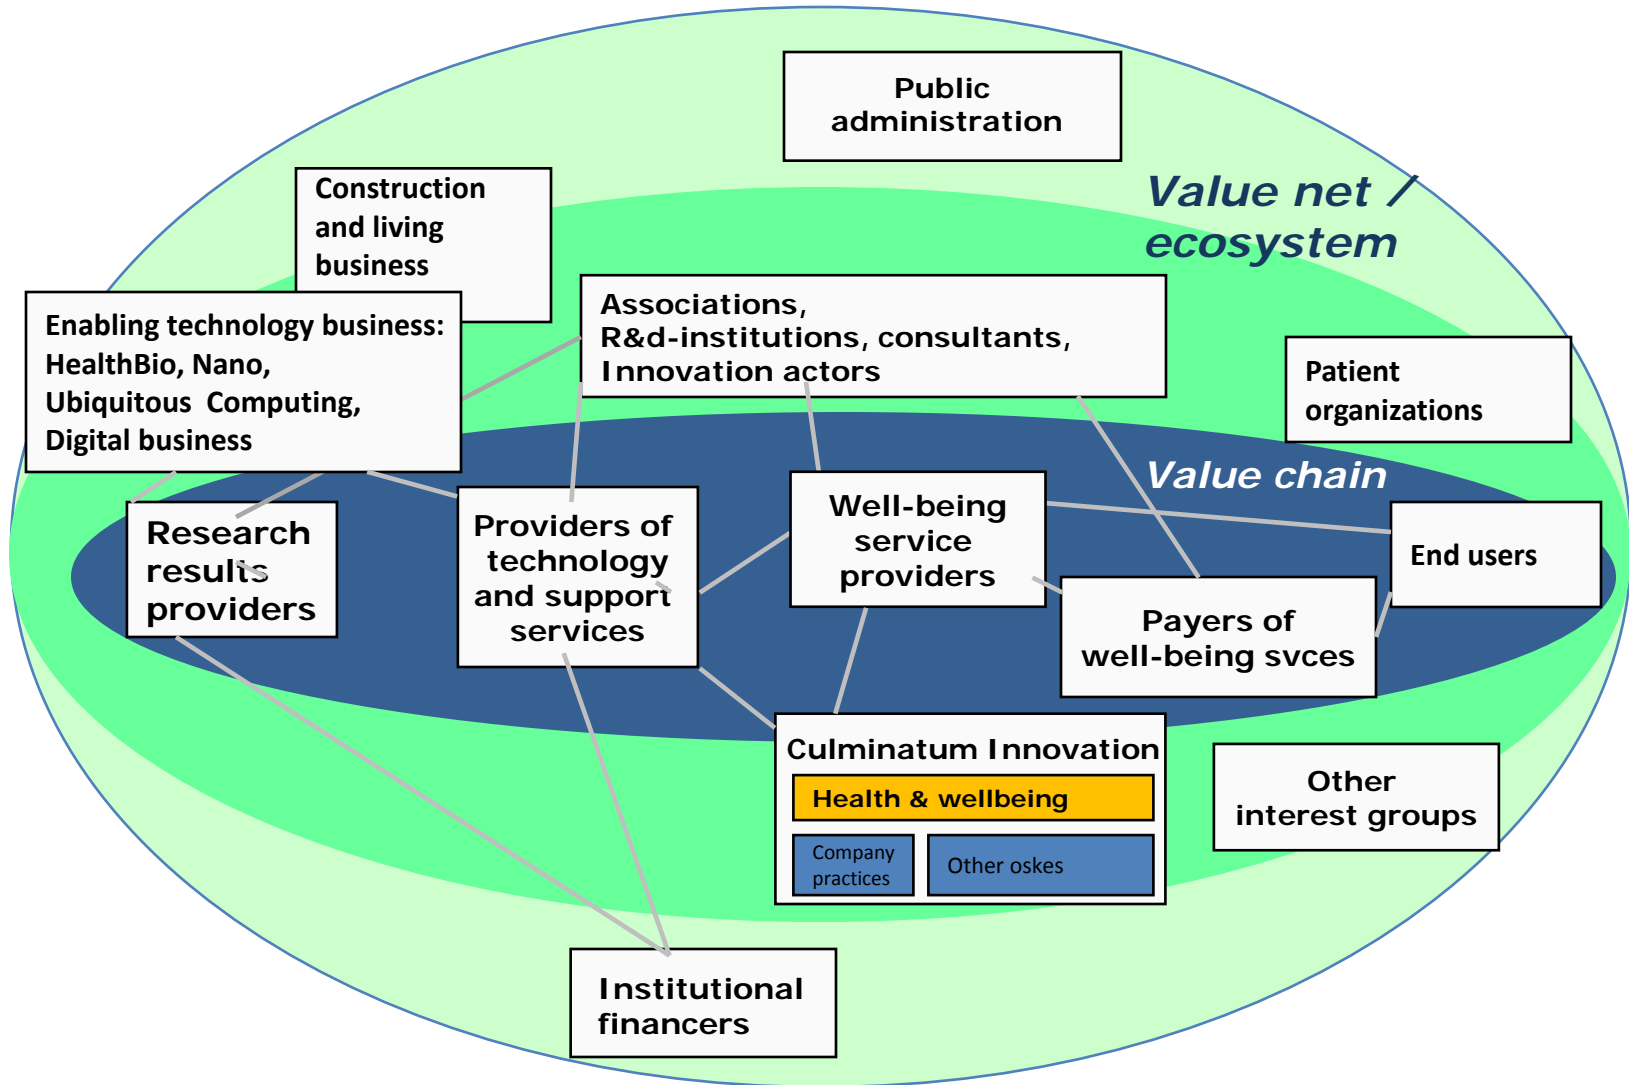 Public
administration
Value net /
ecosystem
Construction
and living
business
Enabling technology business:
HealthBio, Nano,
Ubiquitous Computing,
Digital business
Associations,
R&d-institutions, consultants,
Innovation actors
Patient
organizations
Value chain
Research
results
providers
Providers of
technology
and support
services
Well-being
service
providers
End users
Payers of
well-being svces
Culminatum Innovation
Health & wellbeing
Company
practices
Other oskes
Other
interest groups
Institutional
financers